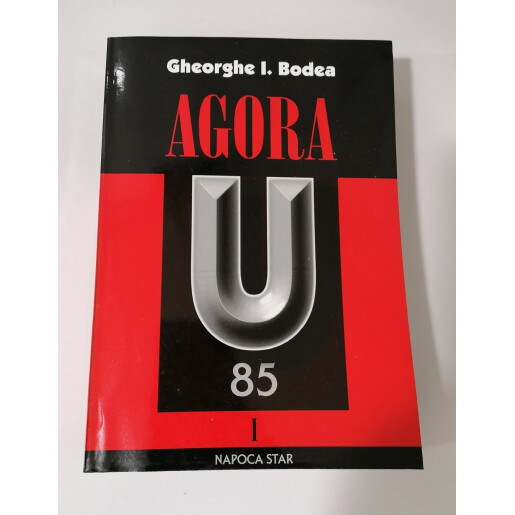 Gheorghe I. Bodea
AGORA
U
85
I
NAPOCA STAR